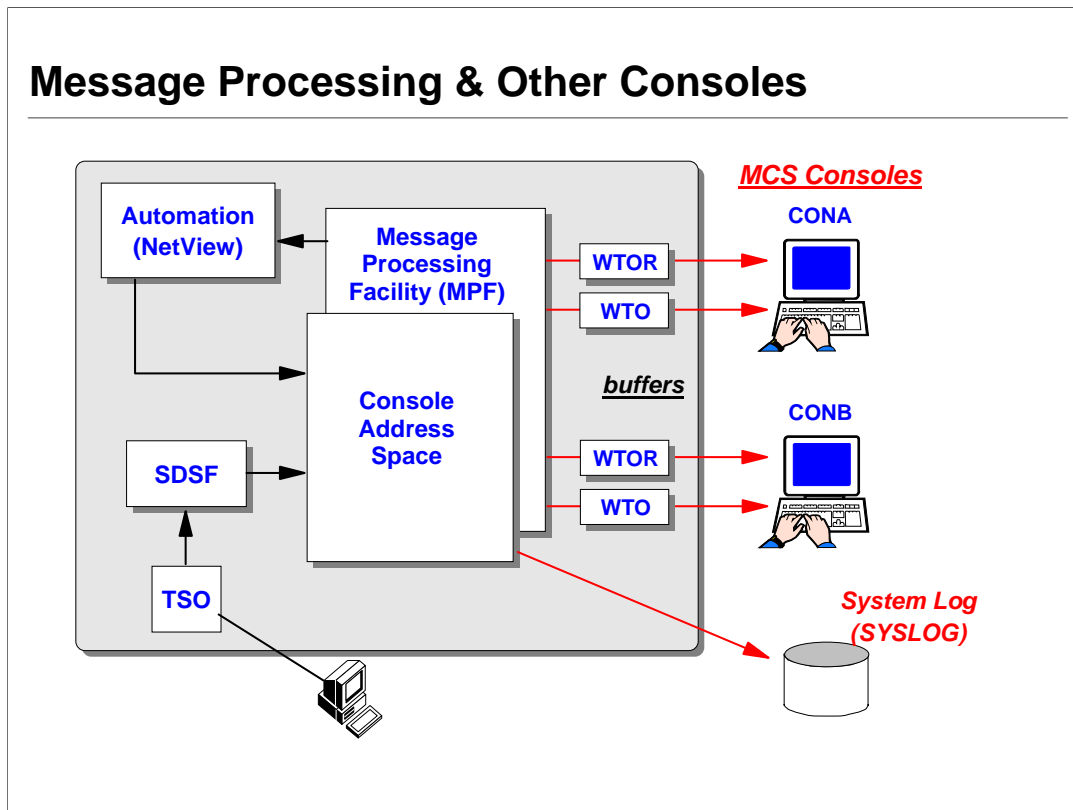 Message Processing & Other Consoles
MCS Consoles
Automation
(NetView)
Message
Processing
Facility (MPF)
WTOR
WTO
CONA
Console
Address
Space
buffers
CONB
SDSF
WTOR
WTO
TSO
System Log
(SYSLOG)